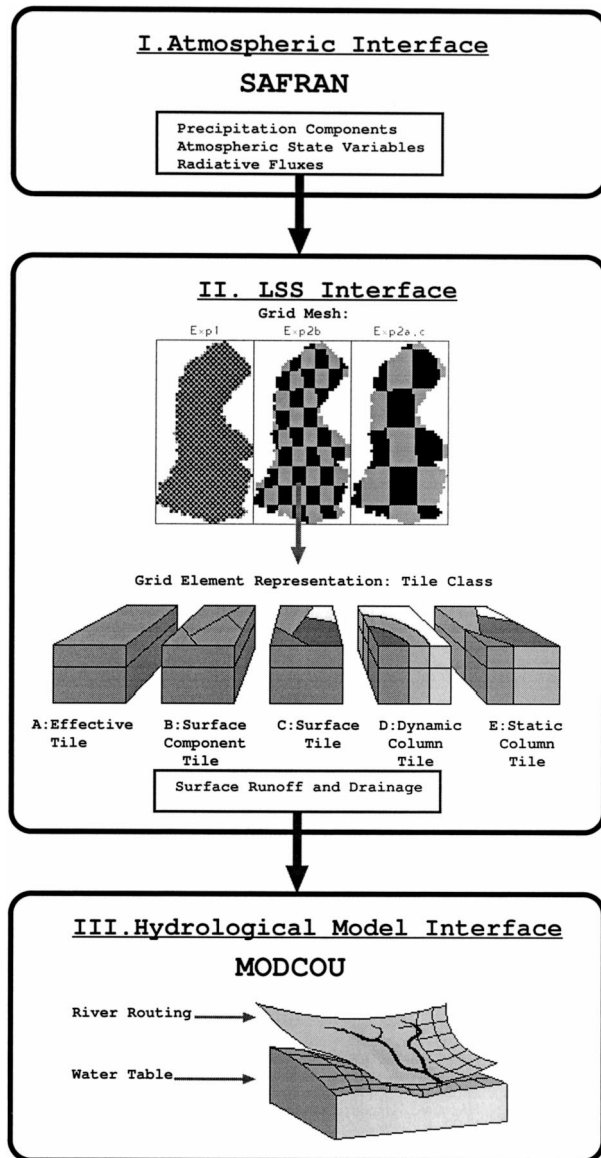 I.Atmospheric Interface
SAFRAN
Precipitation Components
Atmospheric State Variables
Radiative Fluxes
II. LSS Interface
Grid Mesh:
Exp1 Exp2b Exp2a,c
Grid Element Representation: Tile Class
A:Effective Tile
B:Surface Component Tile
C:Surface Tile
D:Dynamic Column Tile
E:Static Column Tile
Surface Runoff and Drainage
III.Hydrological Model Interface
MODCOU
River Routing
Water Table